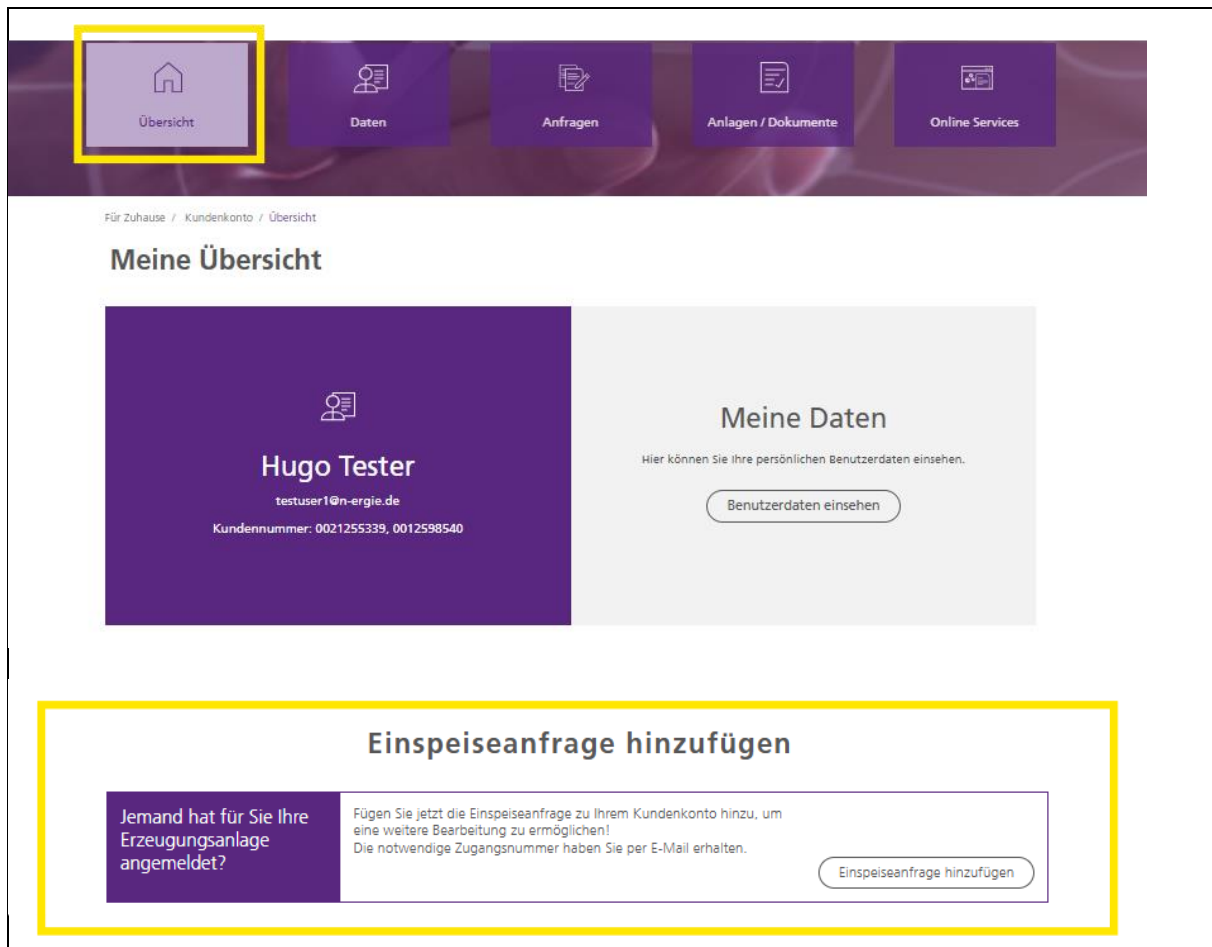 Übersicht
Daten
Anfragen
Anlagen / Dokumente
Online Services
Für Zuhause / Kundenkonto / Übersicht
Meine Übersicht
Hugo Tester
testuser1@n-ergie.de
Kundennummer: 0021255339, 0012598540
Meine Daten
Hier können Sie Ihre persönlichen Benutzerdaten einsehen.
Benutzerdaten einsehen
Einspeiseanfrage hinzufügen
Jemand hat für Sie Ihre
Erzeugungsanlage
angemeldet?
Fügen Sie jetzt die Einspeiseanfrage zu Ihrem Kundenkonto hinzu, um
eine weitere Bearbeitung zu ermöglichen!
Die notwendige Zugangsnummer haben Sie per E-Mail erhalten.
Einspeiseanfrage hinzufügen